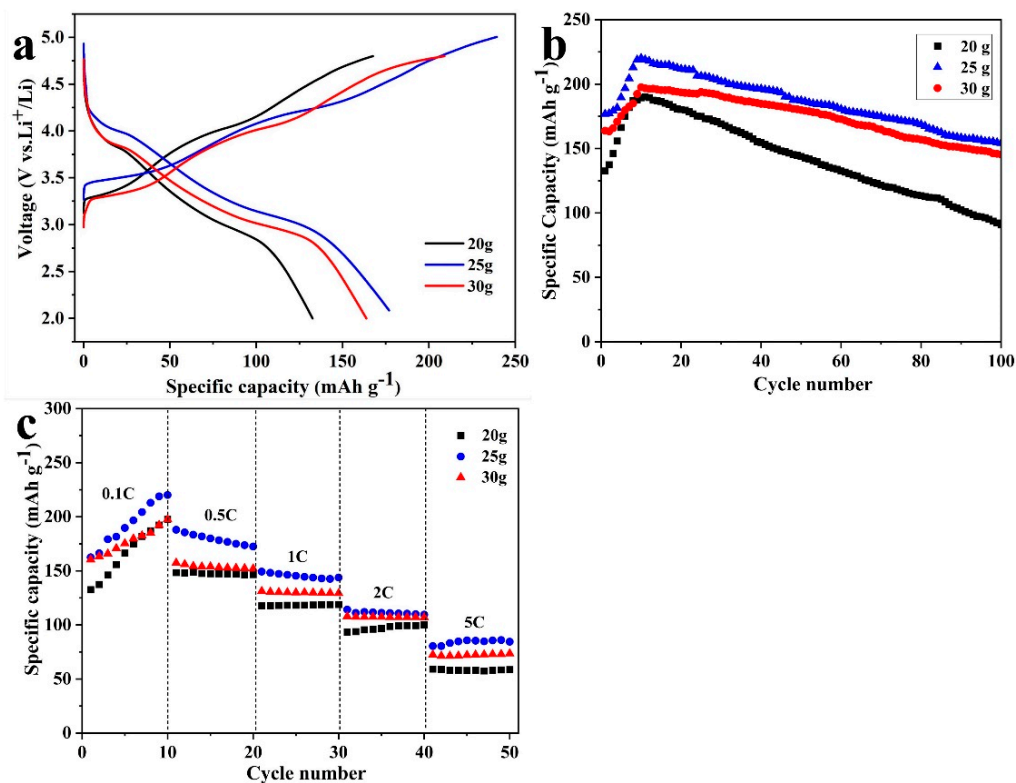 a
Voltage (V vs.Li⁺/Li)
5.0
4.5
4.0
3.5
3.0
2.5
2.0
20g
25g
30g
0 50 100 150 200 250
Specific capacity (mAh g⁻¹)
b
Specific Capacity (mAh g⁻¹)
250
200
150
100
50
0
20 g
25 g
30 g
0 20 40 60 80 100
Cycle number
c
Specific capacity (mAh g⁻¹)
300
250
200
150
100
50
0
20g
25g
30g
0.1C
0.5C
1C
2C
5C
0 10 20 30 40 50
Cycle number